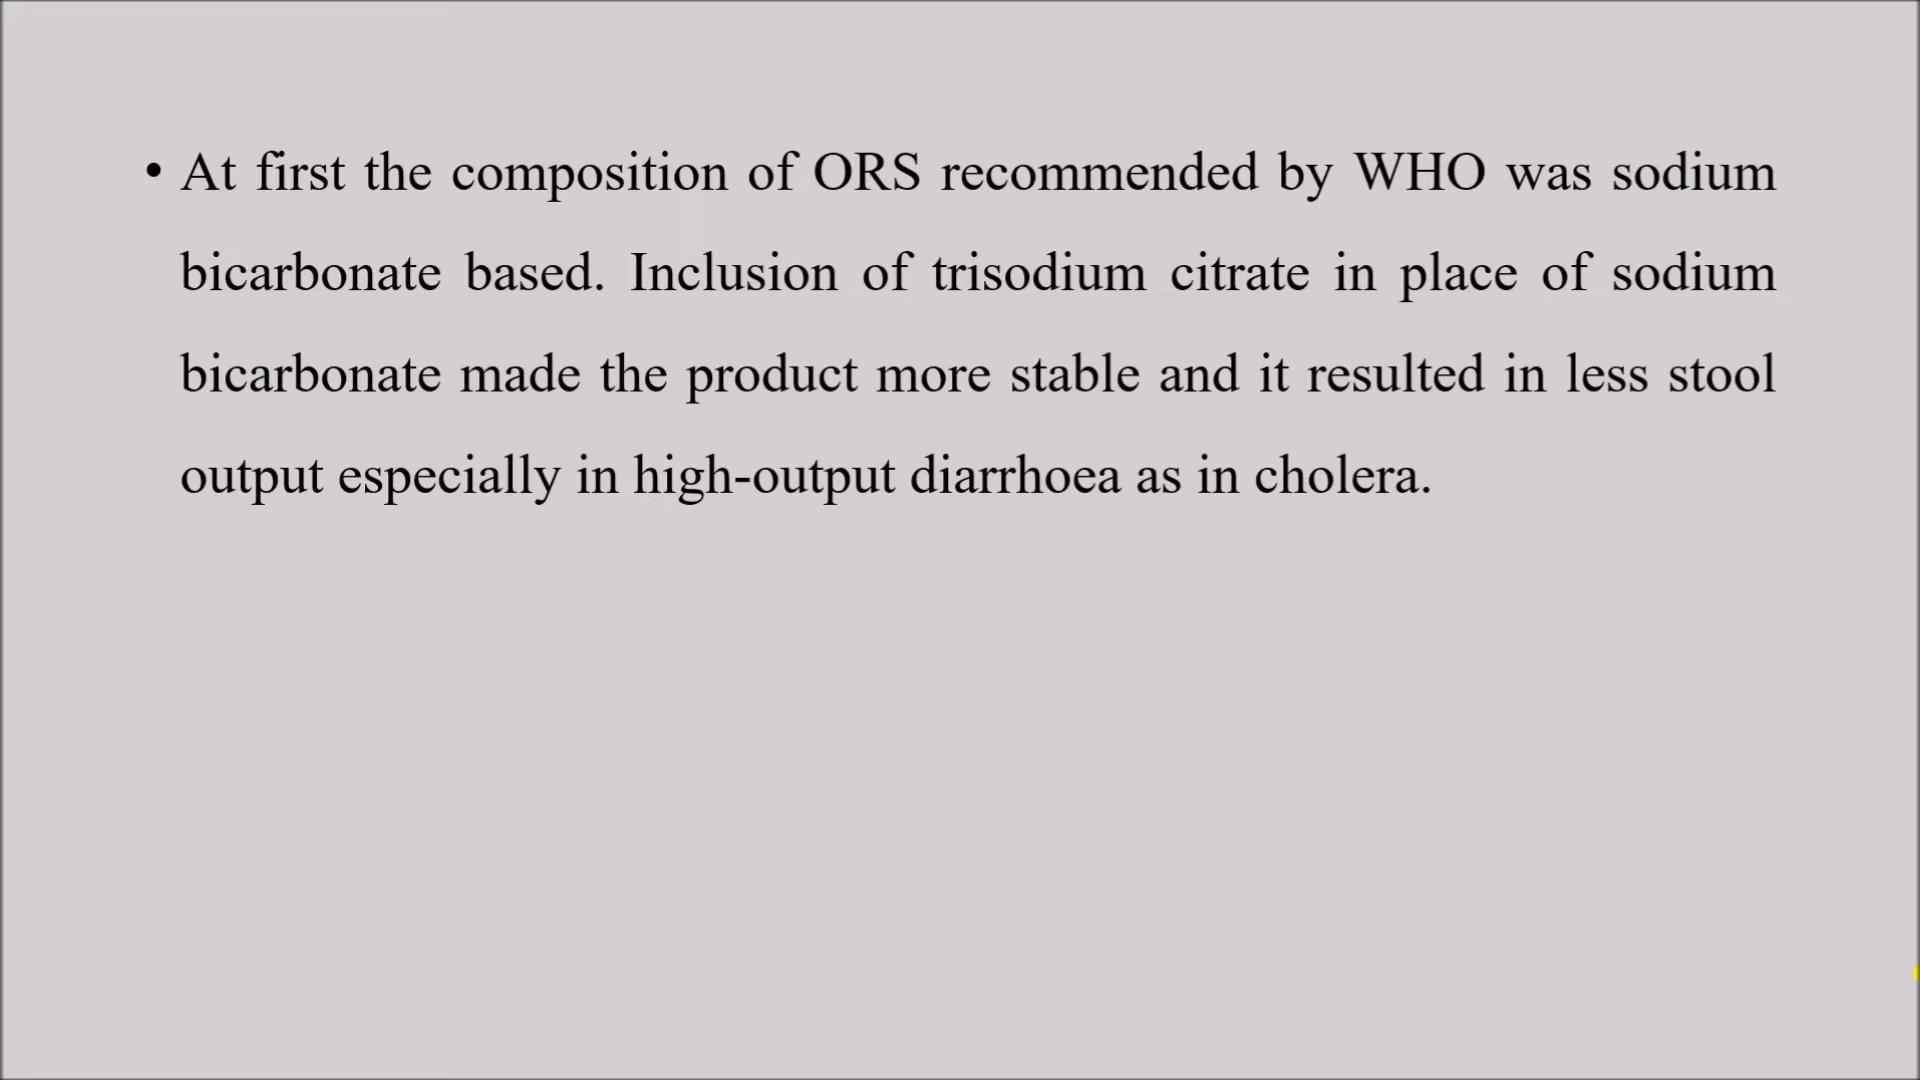 • At first the composition of ORS recommended by WHO was sodium
bicarbonate based. Inclusion of trisodium citrate in place of sodium
bicarbonate made the product more stable and it resulted in less stool
output especially in high-output diarrhoea as in cholera.